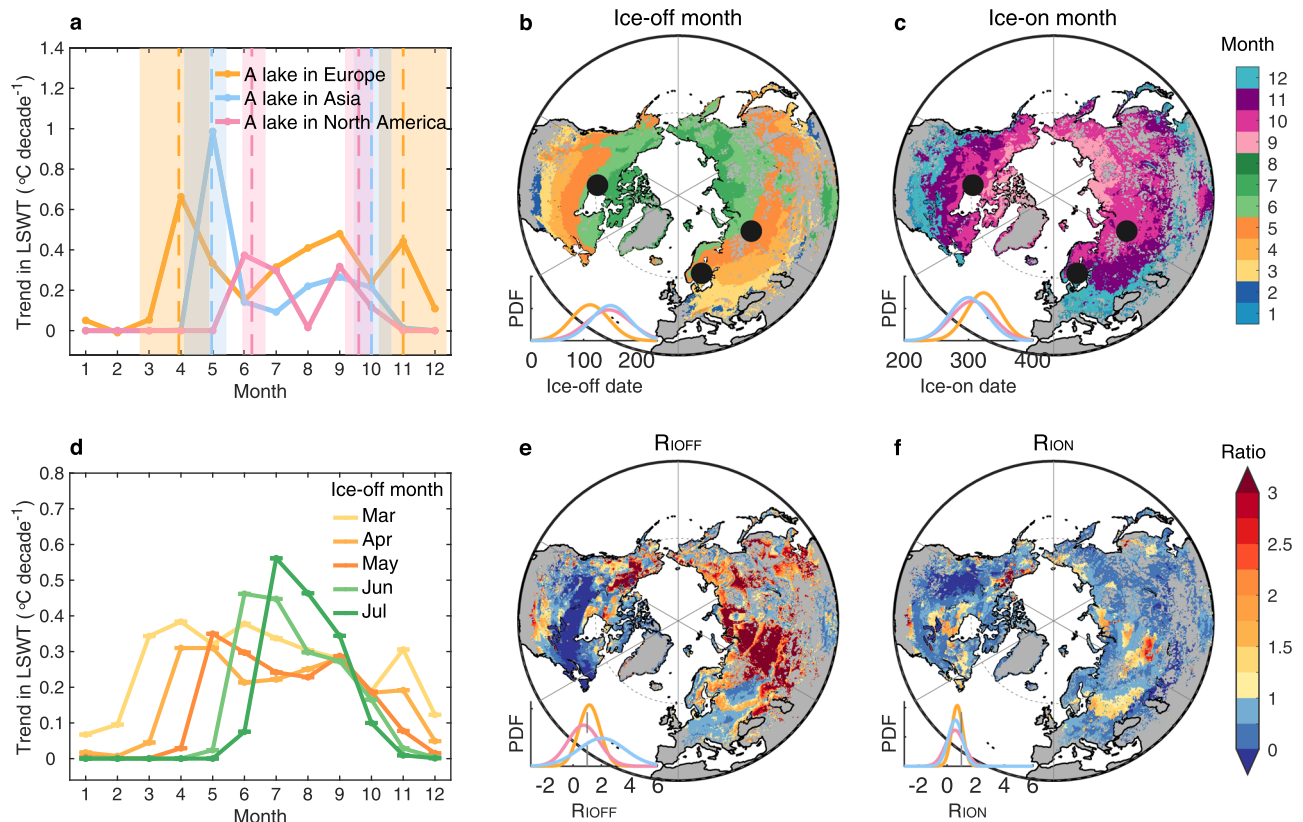 a
1.4
1.2
1
0.8
0.6
0.4
0.2
0
Trend in LSWT ( °C decade-1)
A lake in Europe
A lake in Asia
A lake in North America
1 2 3 4 5 6 7 8 9 10 11 12
Month
b
Ice-off month
PDF
0 100 200
Ice-off date
c
Ice-on month
PDF
200 300 400
Ice-on date
Month
12
11
10
9
8
7
6
5
4
3
2
1
d
0.8
0.7
0.6
0.5
0.4
0.3
0.2
0.1
0
Trend in LSWT ( °C decade-1)
Ice-off month
Mar
Apr
May
Jun
Jul
1 2 3 4 5 6 7 8 9 10 11 12
Month
e
RIOFF
PDF
-2 0 2 4 6
RIOFF
f
RION
PDF
-2 0 2 4 6
RION
Ratio
3
2.5
2
1.5
1
0